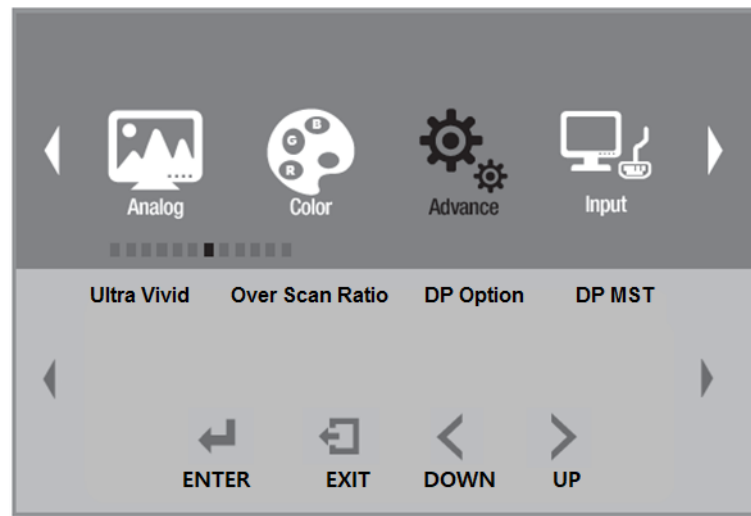 B
G
R
Analog Color Advance Input
Ultra Vivid Over Scan Ratio DP Option DP MST
ENTER EXIT DOWN UP